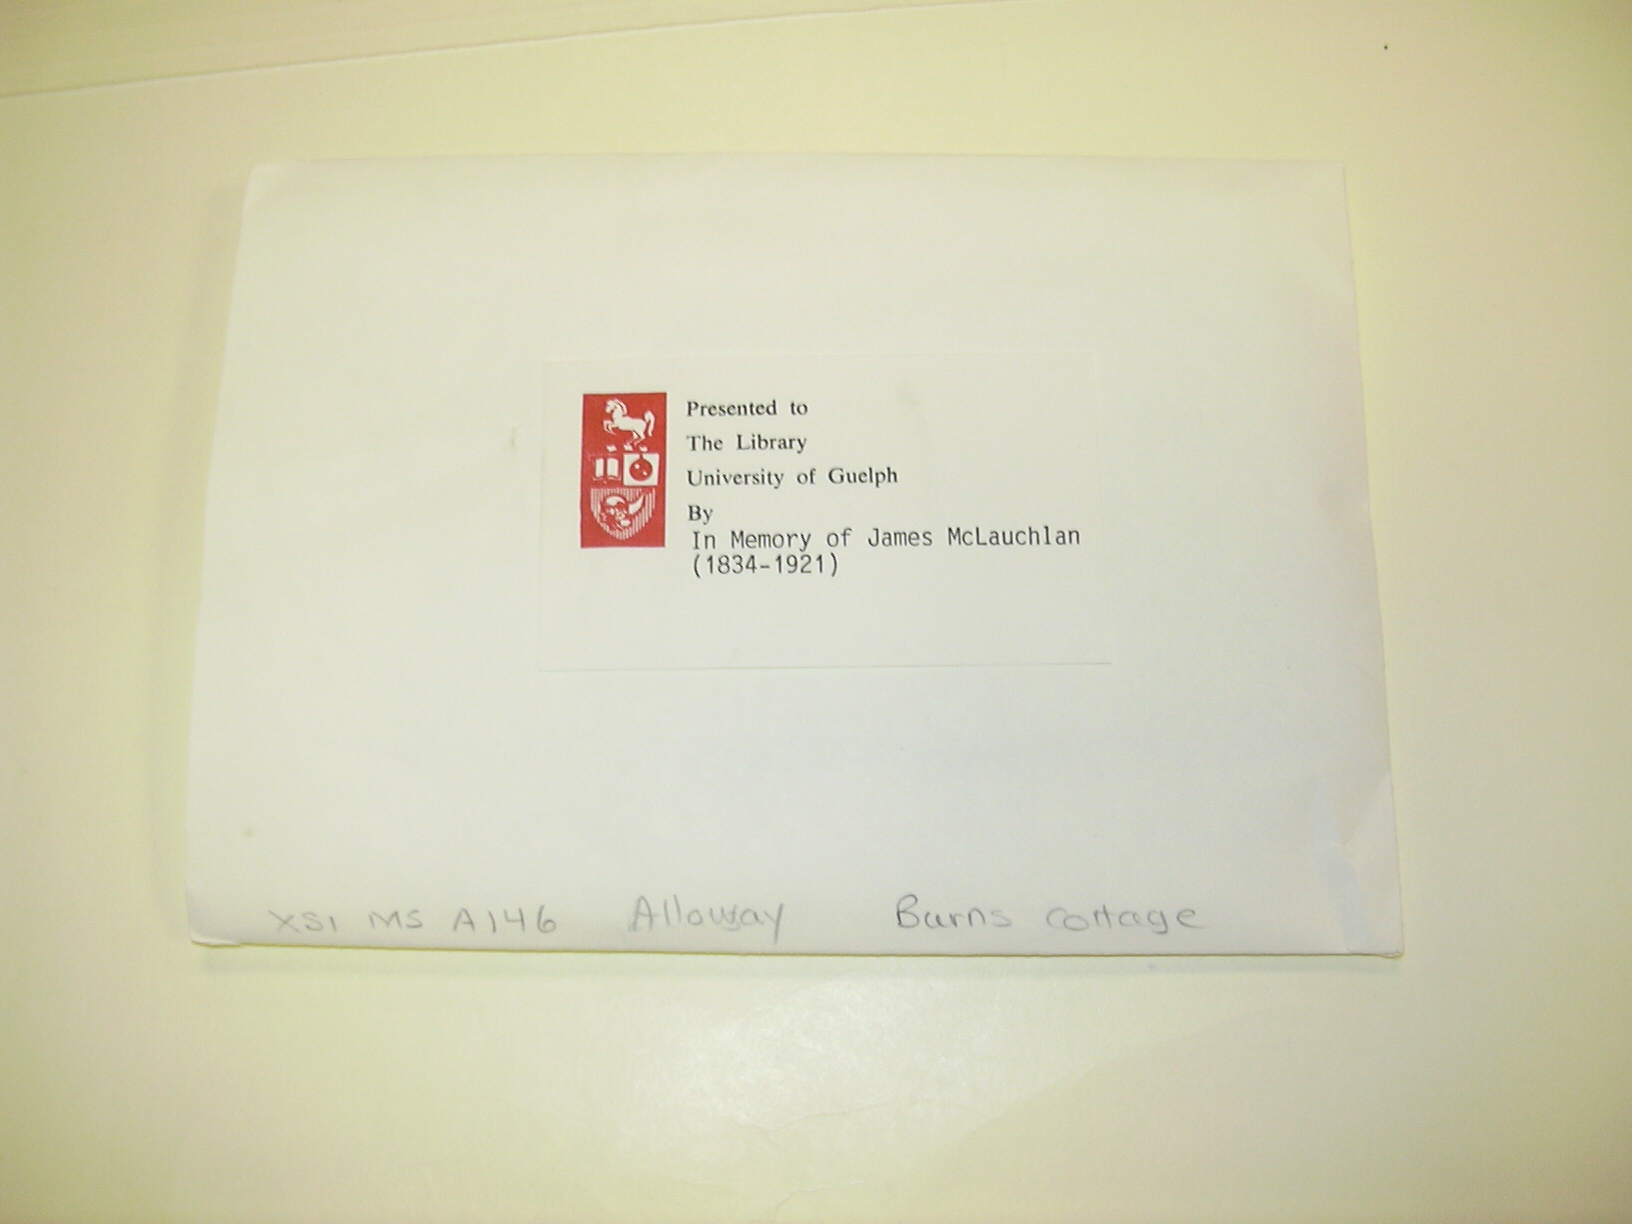 Presented to
The Library
University of Guelph
By
In Memory of James McLauchlan
(1834-1921)
XS1 MS A146 Alloway Burns cottage